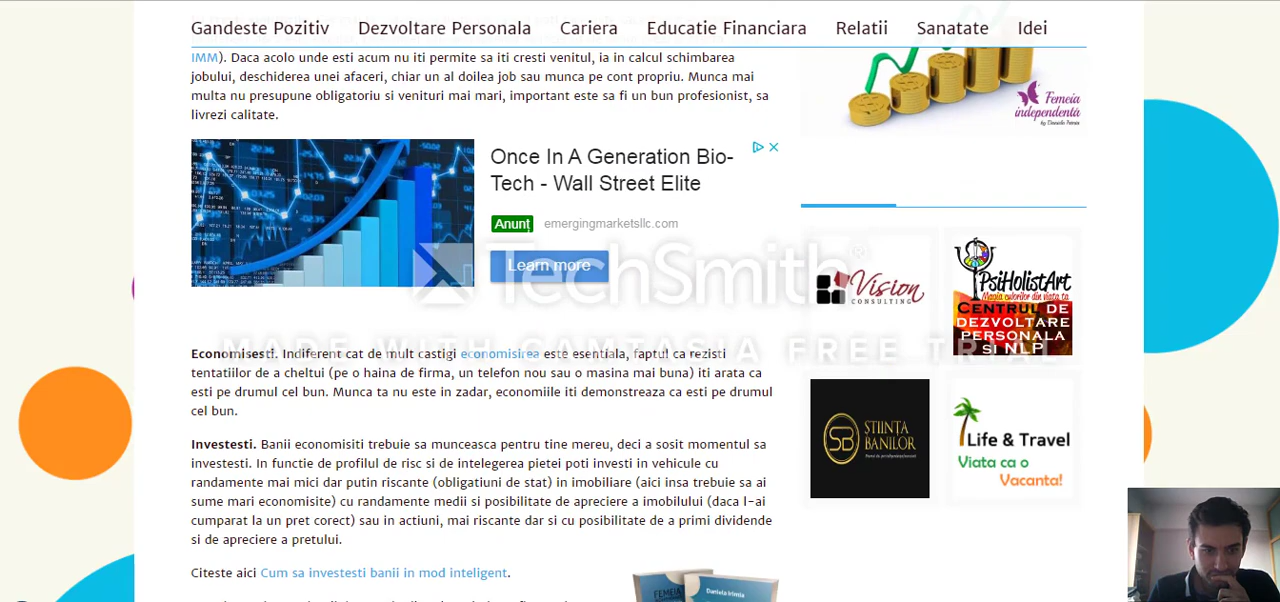 Gandeste Pozitiv Dezvoltare Personala Cariera Educatie Financiara Relatii Sanatate Idei
IMM). Daca acolo unde esti acum nu iti permite sa iti cresti venitul, ia in calcul schimbarea
jobului, deschiderea unei afaceri, chiar un al doilea job sau munca pe cont propriu. Munca mai
multa nu presupune obligatoriu si venituri mai mari, important este sa fi un bun profesionist, sa
livrezi calitate.
Femeia
independentă
Once In A Generation Bio-
Tech - Wall Street Elite
Anunț emergingmarketsllc.com
Learn more
TechSmith®
MADE WITH CAMTASIA FREE TRIAL
Vision
CONSULTING
PsiHolistArt
Magia culorilor din viata ta
CENTRUL DE
DEZVOLTARE
PERSONALA
SI NLP
Economisesti. Indiferent cat de mult castigi economisirea este esentiala, faptul ca rezisti
tentatiilor de a cheltui (pe o haina de firma, un telefon nou sau o masina mai buna) iti arata ca
esti pe drumul cel bun. Munca ta nu este in zadar, economiile iti demonstreaza ca esti pe drumul
cel bun.
SB STIINTA
BANILOR
Life & Travel
Viata ca o
Vacanta!
Investesti. Banii economisiti trebuie sa munceasca pentru tine mereu, deci a sosit momentul sa
investesti. In functie de profilul de risc si de intelegerea pietei poti investi in vehicule cu
randamente mai mici dar putin riscante (obligatiuni de stat) in imobiliare (aici insa trebuie sa ai
sume mari economisite) cu randamente medii si posibilitate de apreciere a imobilului (daca l-ai
cumparat la un pret corect) sau in actiuni, mai riscante dar si cu posibilitate de a primi dividende
si de apreciere a pretului.
Citeste aici Cum sa investesti banii in mod inteligent.
FEMEIA
Daniela Irimia